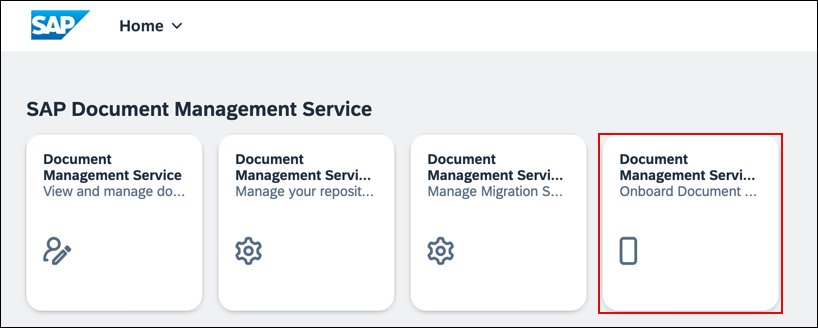 SAP Home
SAP Document Management Service
Document
Management Service
View and manage do...
Document
Management Servi...
Manage your reposit...
Document
Management Servi...
Manage Migration S...
Document
Management Servi...
Onboard Document ...